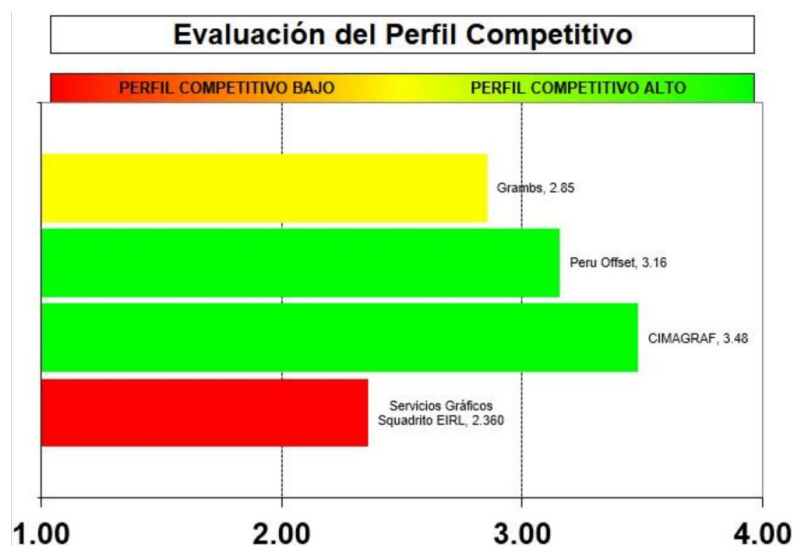 Evaluación del Perfil Competitivo
PERFIL COMPETITIVO BAJO PERFIL COMPETITIVO ALTO
Grambs, 2.85
Peru Offset, 3.16
CIMAGRAF, 3.48
Servicios Gráficos
Squadrito EIRL, 2.360
1.00 2.00 3.00 4.00